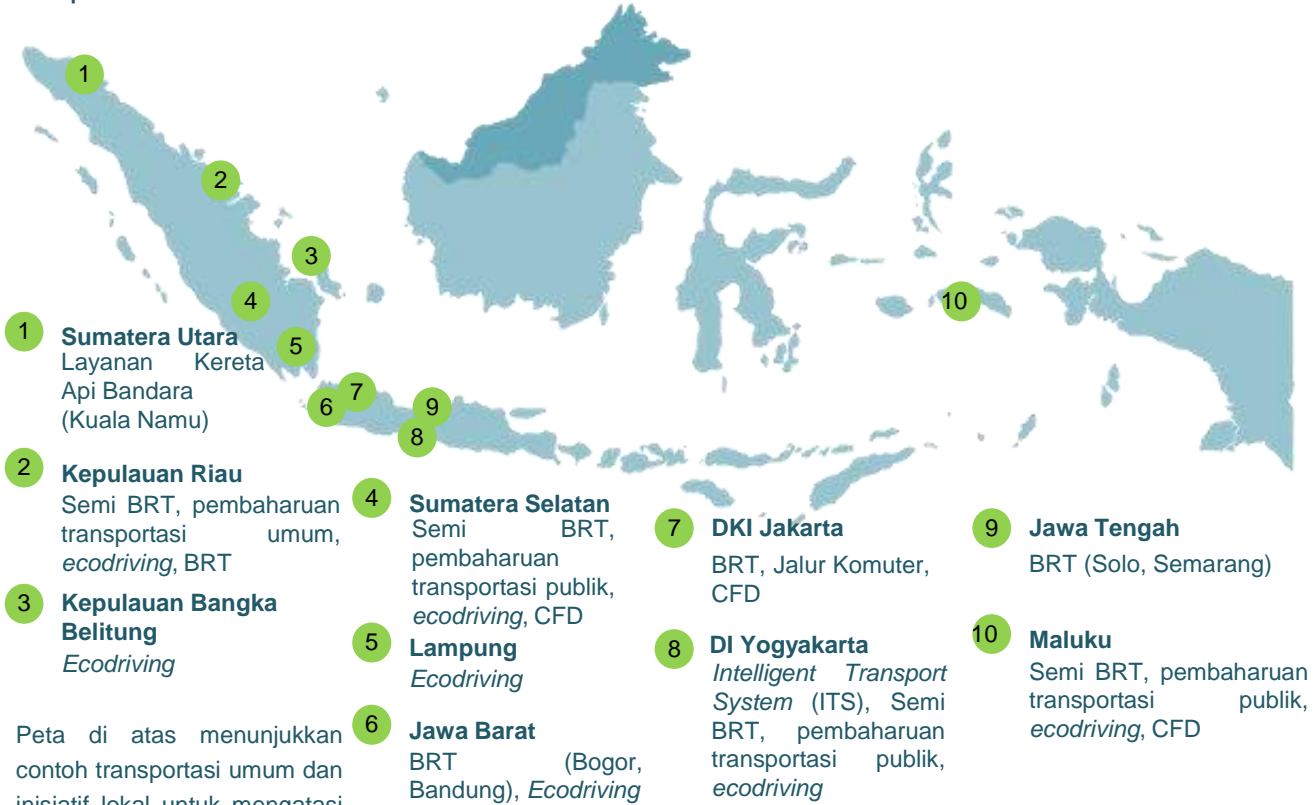 1
2
3
4
5
6
7
8
9
10
1
Sumatera Utara
Layanan Kereta
Api Bandara
(Kuala Namu)
2
Kepulauan Riau
Semi BRT, pembaharuan
transportasi umum,
ecodriving, BRT
3
Kepulauan Bangka
Belitung
Ecodriving
Peta di atas menunjukkan
contoh transportasi umum dan
inisiatif lokal untuk mengatasi
4
Sumatera Selatan
Semi BRT,
pembaharuan
transportasi publik,
ecodriving, CFD
5
Lampung
Ecodriving
6
Jawa Barat
BRT (Bogor,
Bandung), Ecodriving
7
DKI Jakarta
BRT, Jalur Komuter,
CFD
8
DI Yogyakarta
Intelligent Transport
System (ITS), Semi
BRT, pembaharuan
transportasi publik,
ecodriving
9
Jawa Tengah
BRT (Solo, Semarang)
10
Maluku
Semi BRT, pembaharuan
transportasi publik,
ecodriving, CFD